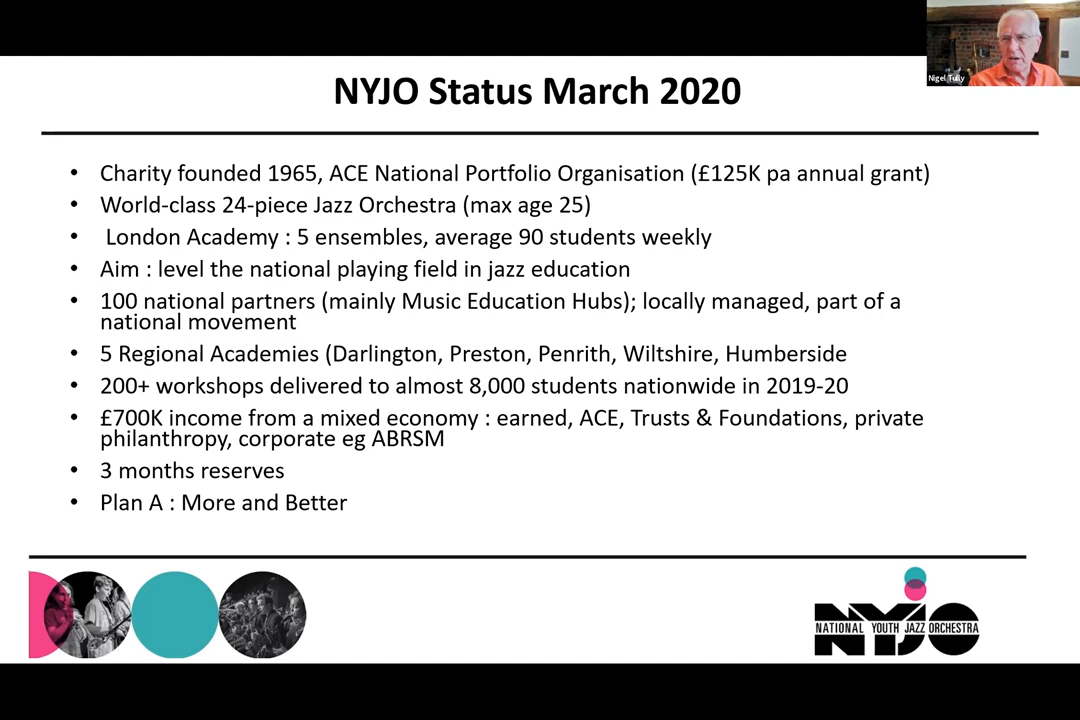 Nigel Tully
NYJO Status March 2020
• Charity founded 1965, ACE National Portfolio Organisation (£125K pa annual grant)
• World-class 24-piece Jazz Orchestra (max age 25)
• London Academy : 5 ensembles, average 90 students weekly
• Aim : level the national playing field in jazz education
• 100 national partners (mainly Music Education Hubs); locally managed, part of a
national movement
• 5 Regional Academies (Darlington, Preston, Penrith, Wiltshire, Humberside
• 200+ workshops delivered to almost 8,000 students nationwide in 2019-20
• £700K income from a mixed economy : earned, ACE, Trusts & Foundations, private
philanthropy, corporate eg ABRSM
• 3 months reserves
• Plan A : More and Better
NYJO
NATIONAL YOUTH JAZZ ORCHESTRA